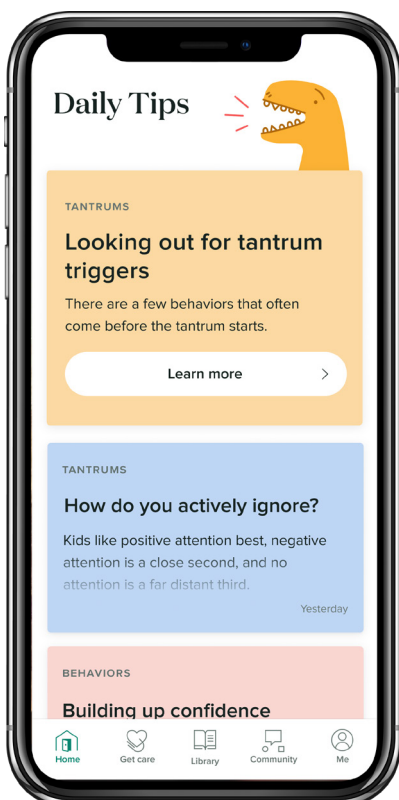 Daily Tips
TANTRUMS
Looking out for tantrum
triggers
There are a few behaviors that often
come before the tantrum starts.
Learn more
TANTRUMS
How do you actively ignore?
Kids like positive attention best, negative
attention is a close second, and no
attention is a far distant third.
Yesterday
BEHAVIORS
Building up confidence
Home
Get care
Library
Community
Me